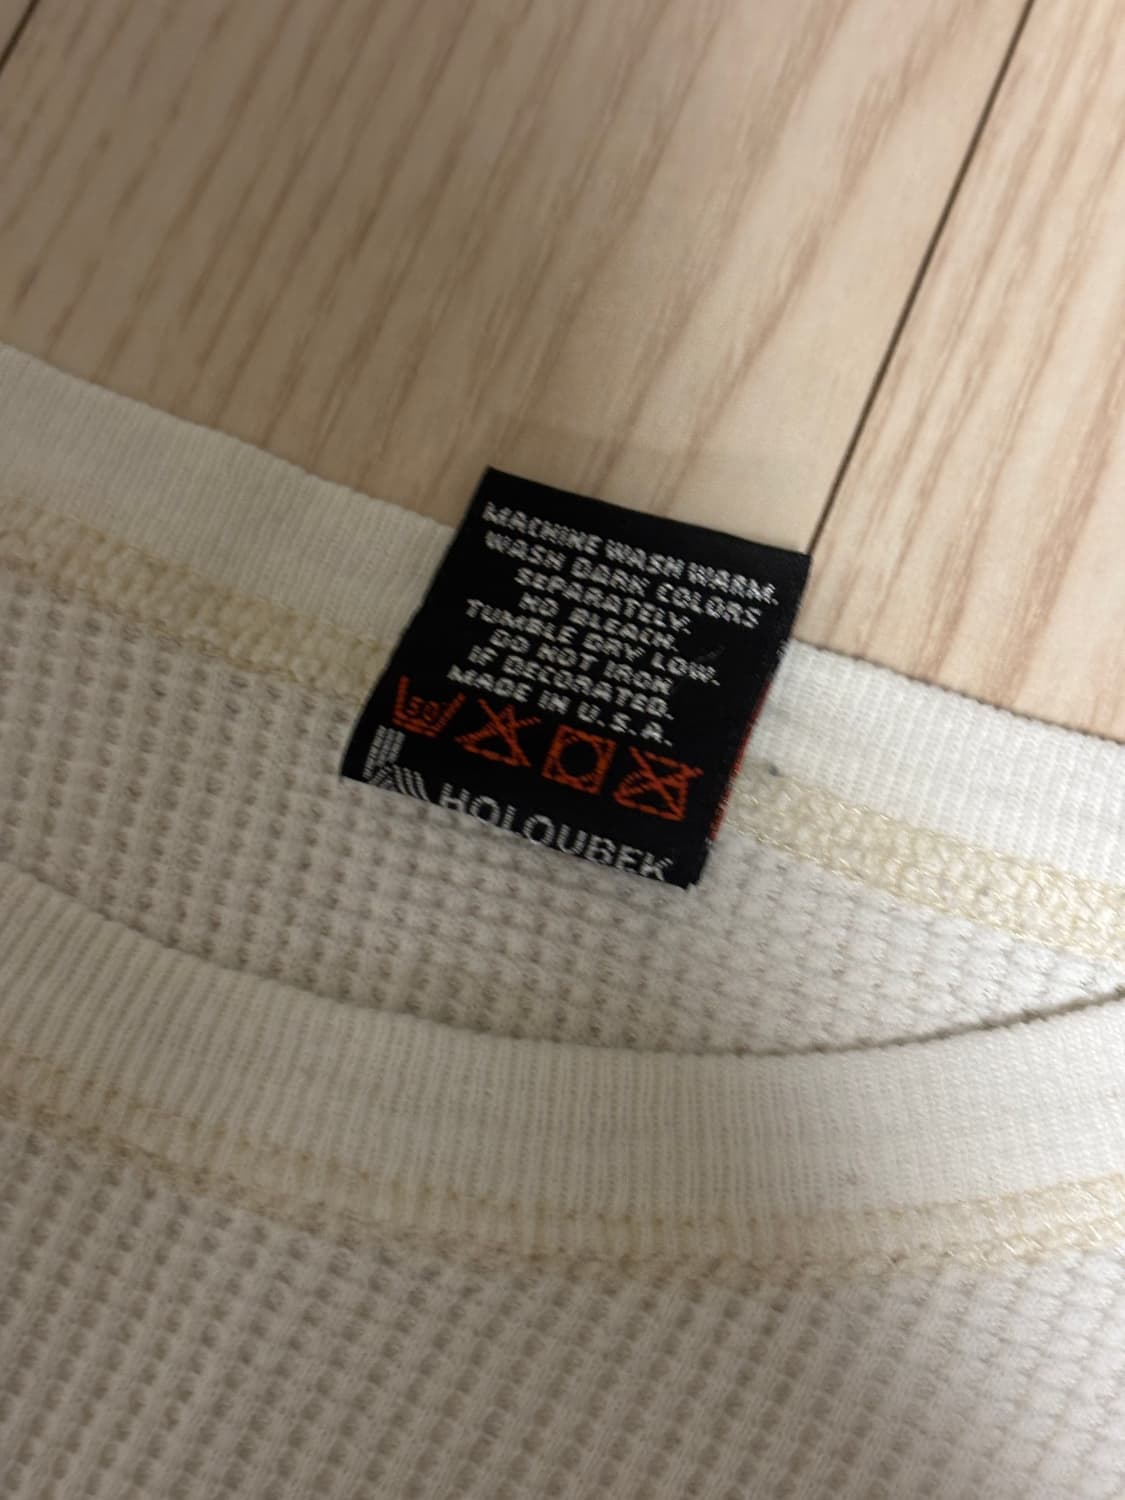 MACHINE WASH WARM.
WASH DARK COLORS
SEPARATELY.
NO BLEACH.
TUMBLE DRY LOW.
DO NOT IRON
IF DECORATED.
MADE IN U.S.A.
50
HOLOUBEK